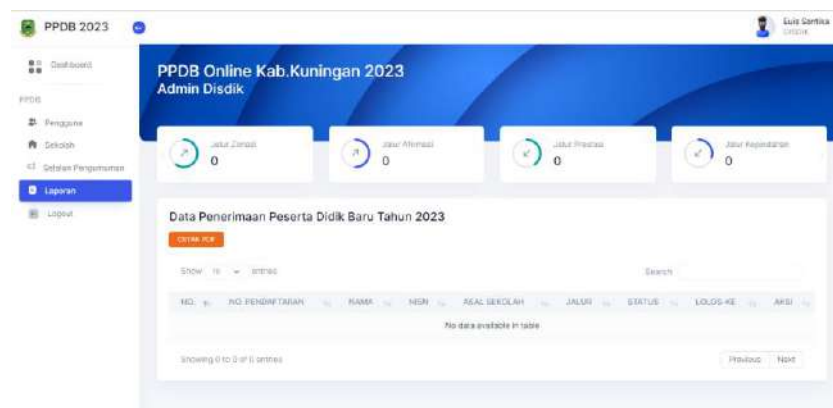 PPDB 2023
Luis Santika
Disdik
Dashboard
PPDB
Pengguna
Sekolah
Setelan Pengumuman
Laporan
Logout
PPDB Online Kab.Kuningan 2023
Admin Disdik
Jalur Zonasi
0
Jalur Afirmasi
0
Jalur Prestasi
0
Jalur Kepindahan
0
Data Penerimaan Peserta Didik Baru Tahun 2023
CETAK PDF
Show 10 entries
Search
NO. NO PENDAFTARAN NAMA NISN ASAL SEKOLAH JALUR STATUS LOLOS KE AKSI
No data available in table
Showing 0 to 0 of 0 entries
Previous Next